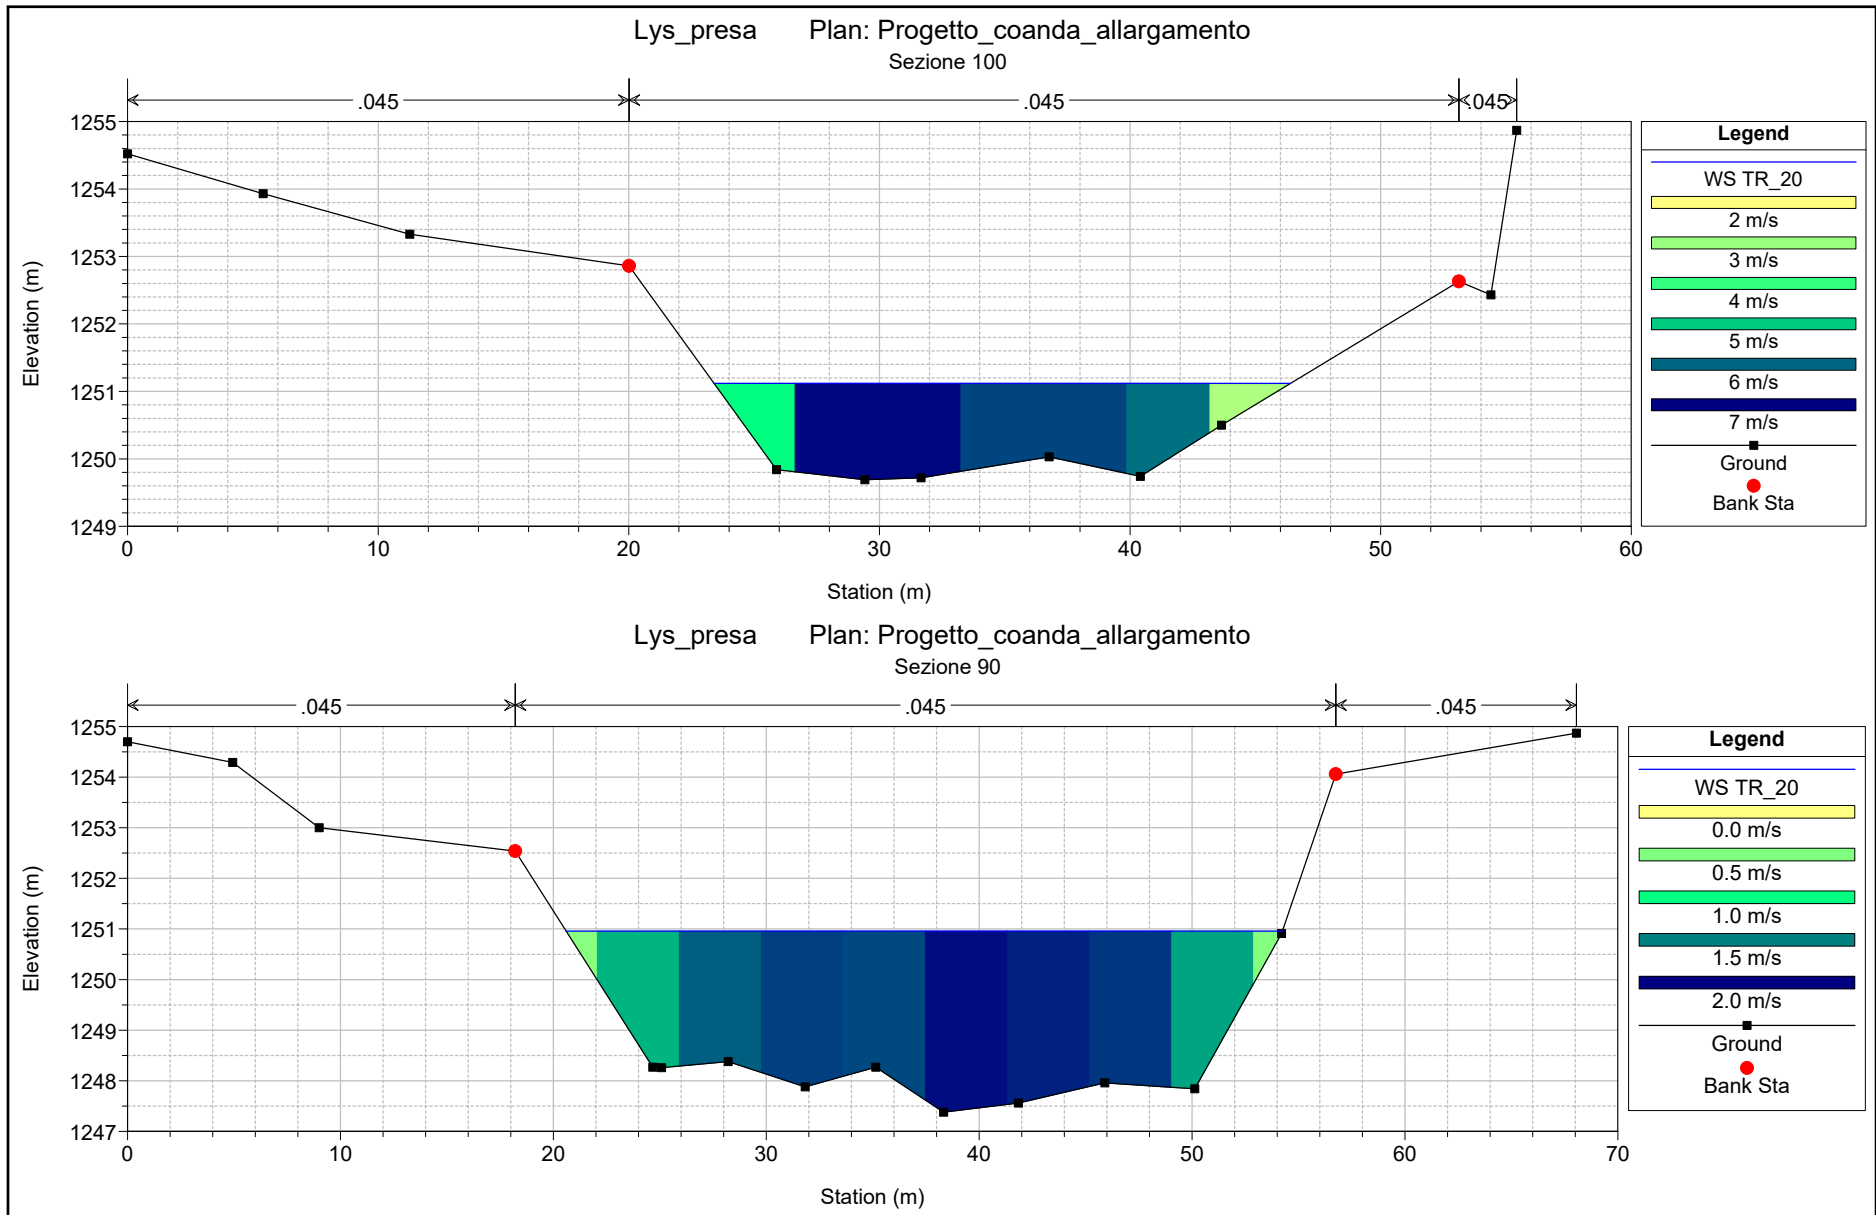 Lys_presa Plan: Progetto_coanda_allargamento
Sezione 100
.045 .045 .045
1255
1254
1253
1252
1251
1250
1249
Elevation (m)
0 10 20 30 40 50 60
Station (m)
Legend
WS TR_20
2 m/s
3 m/s
4 m/s
5 m/s
6 m/s
7 m/s
Ground
Bank Sta
Lys_presa Plan: Progetto_coanda_allargamento
Sezione 90
.045 .045 .045
1255
1254
1253
1252
1251
1250
1249
1248
1247
Elevation (m)
0 10 20 30 40 50 60 70
Station (m)
Legend
WS TR_20
0.0 m/s
0.5 m/s
1.0 m/s
1.5 m/s
2.0 m/s
Ground
Bank Sta